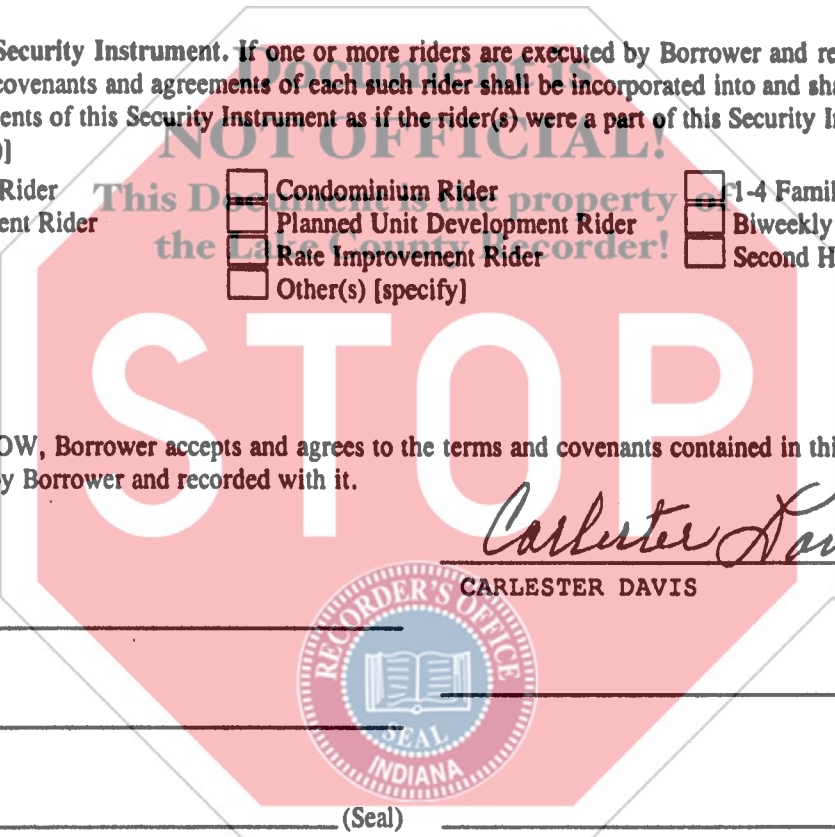 Security Instrument. If one or more riders are executed by Borrower and re
covenants and agreements of each such rider shall be incorporated into and sha
ents of this Security Instrument as if the rider(s) were a part of this Security In
)]
Document is
NOT OFFICIAL!
This Document is the property of
the Lake County Recorder!
Rider
Condominium Rider
1-4 Famil
ent Rider
Planned Unit Development Rider
Biweekly
Rate Improvement Rider
Second H
Other(s) [specify]
STOP
OW, Borrower accepts and agrees to the terms and covenants contained in thi
y Borrower and recorded with it.
Carlester Dav
CARLESTER DAVIS
RECORDER'S OFFICE
SEAL
INDIANA
(Seal)